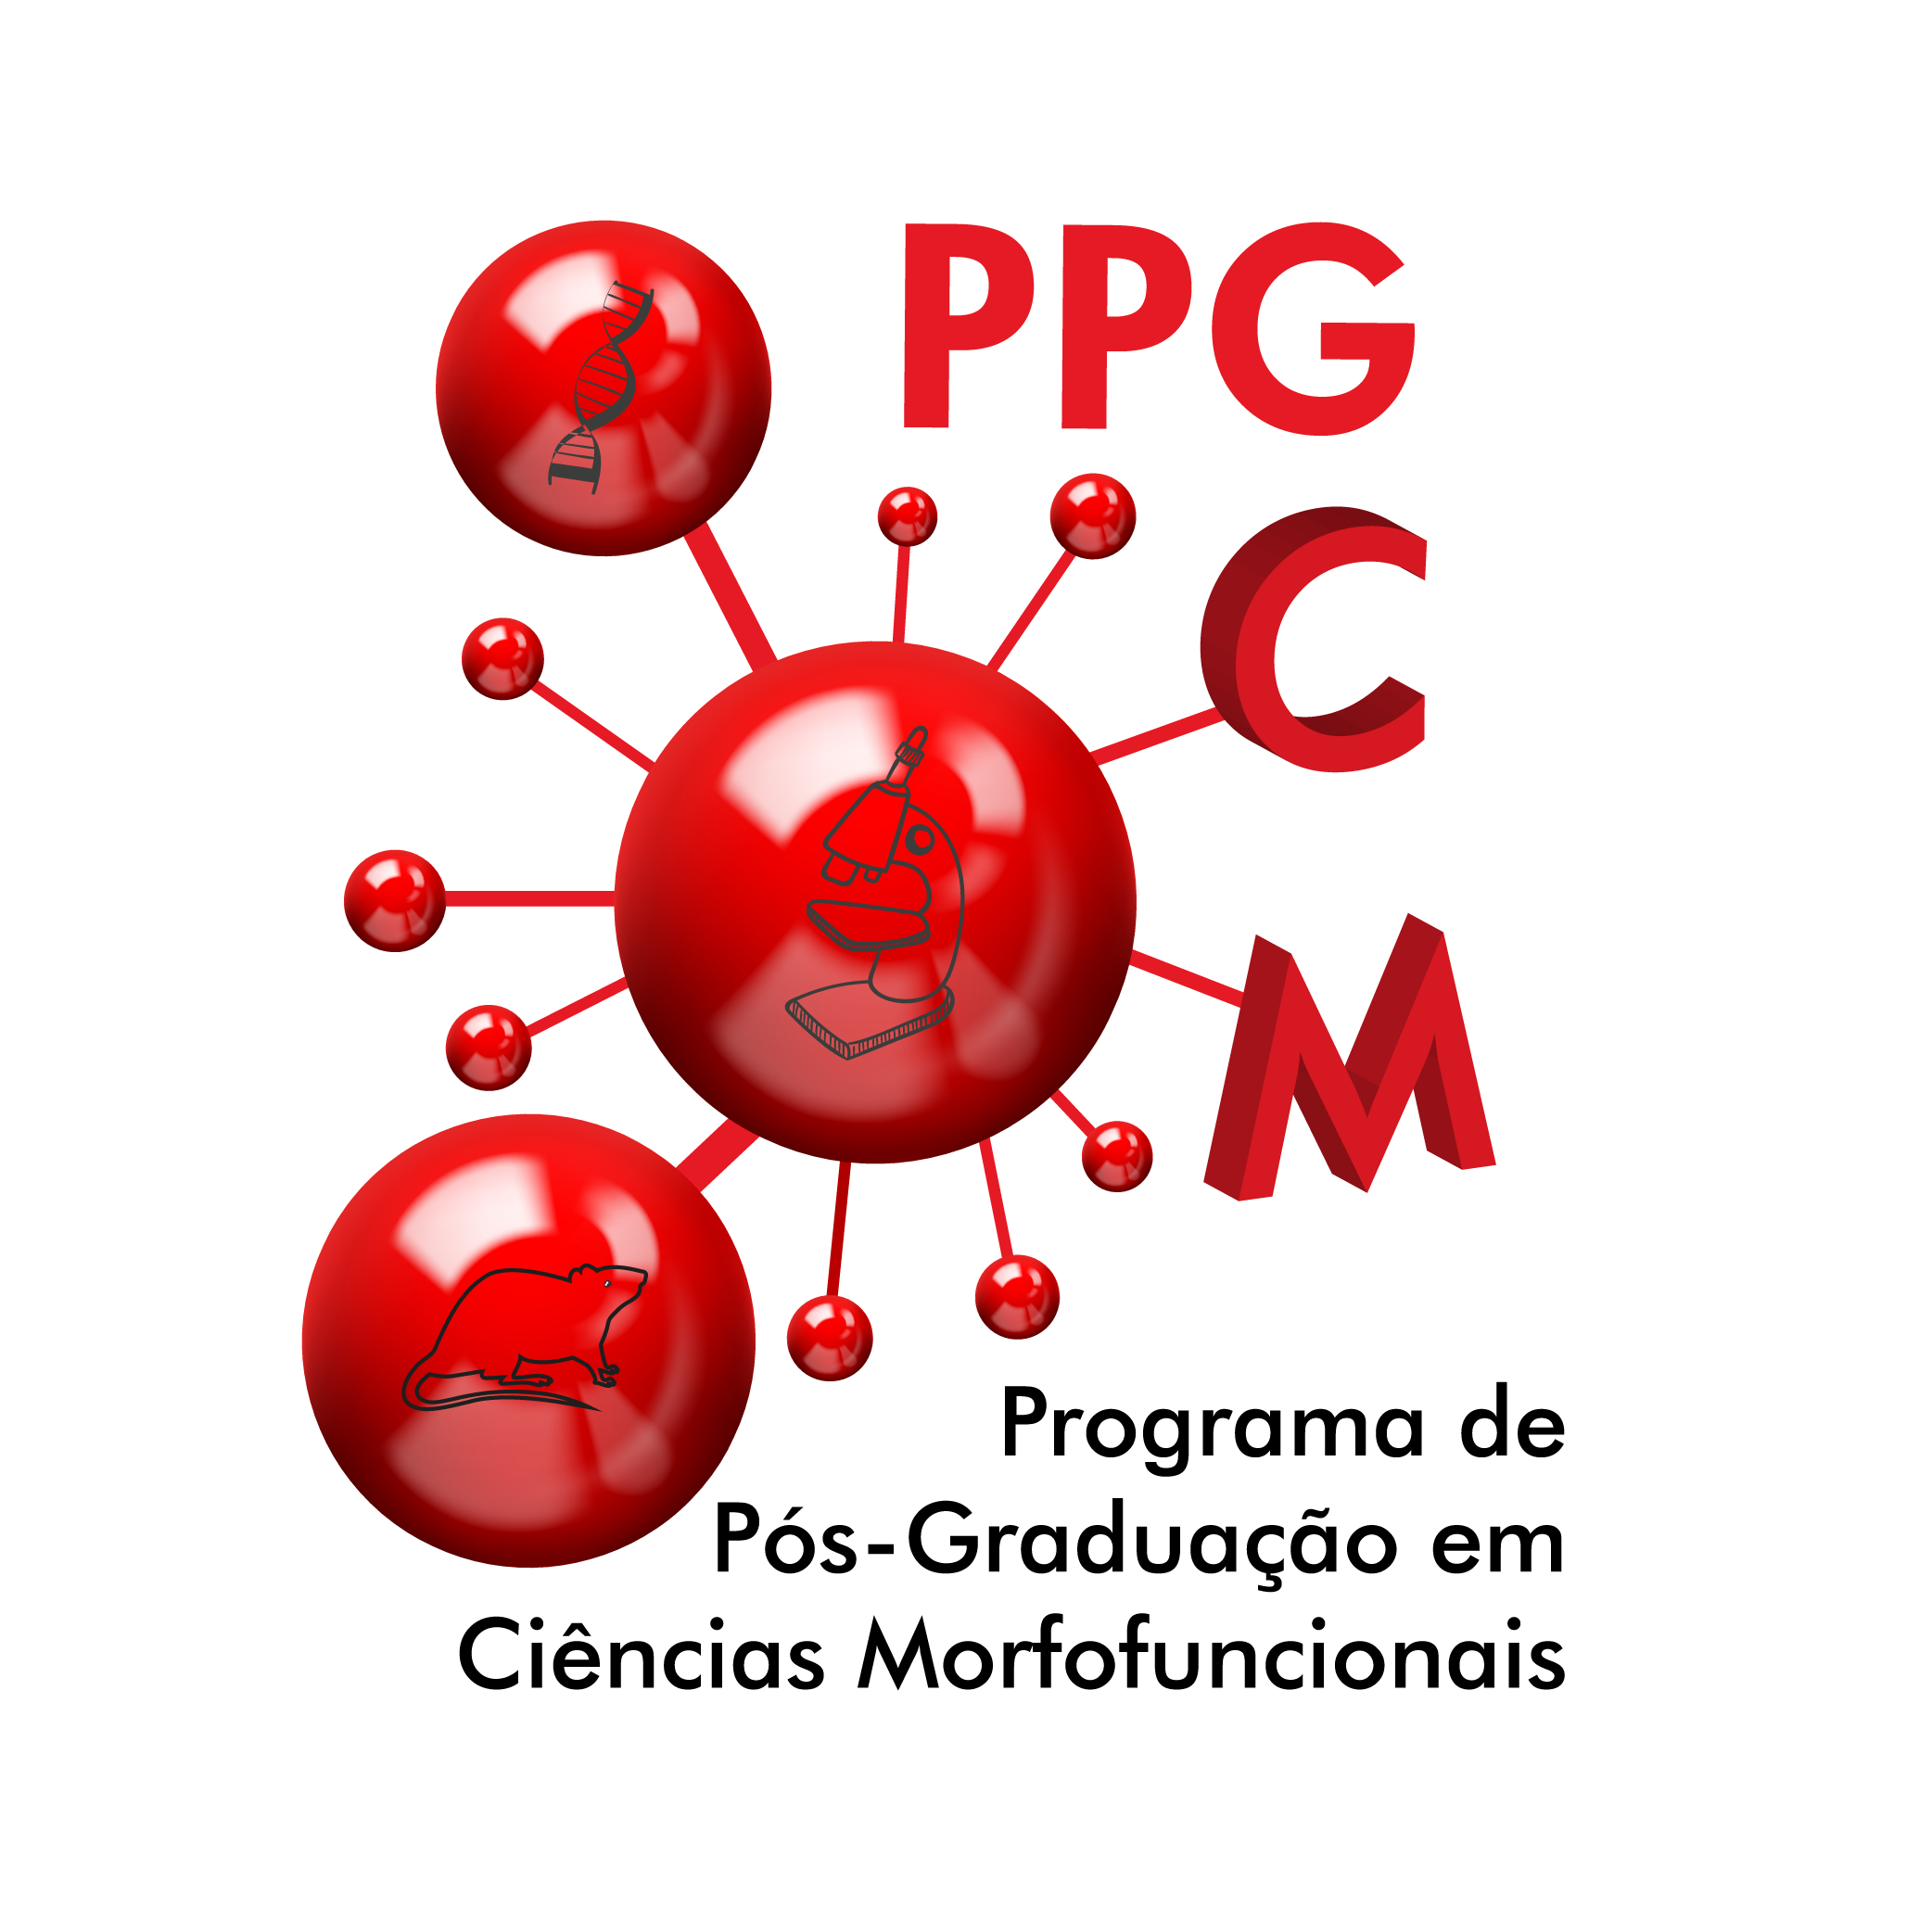 PPG
C
M
Programa de
Pós-Graduação em
Ciências Morfofuncionais